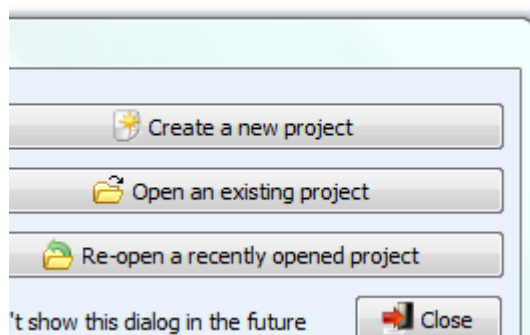 Create a new project
Open an existing project
Re-open a recently opened project
't show this dialog in the future Close